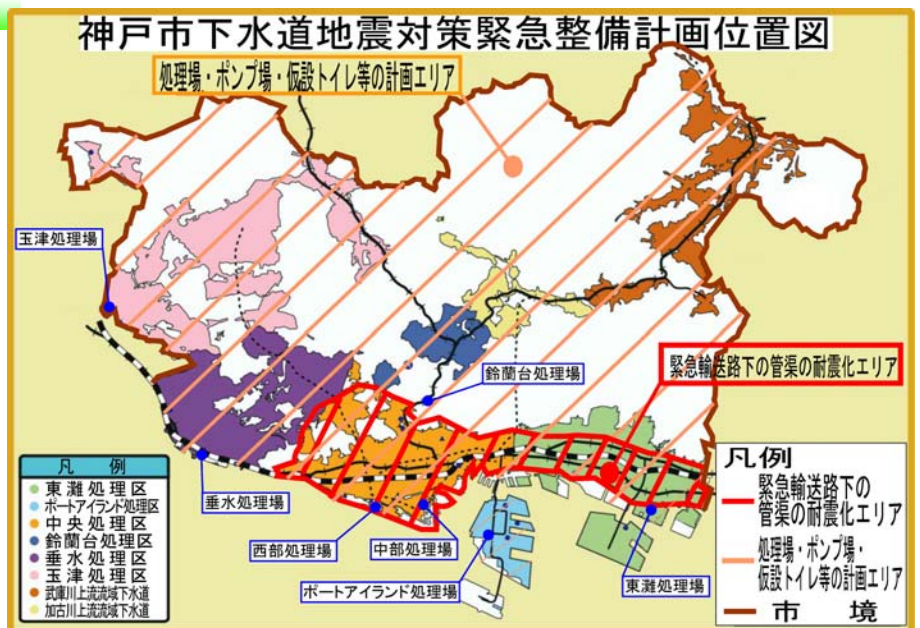 神戸市下水道地震対策緊急整備計画位置図
処理場・ポンプ場・仮設トイレ等の計画エリア
玉津処理場
鈴蘭台処理場
緊急輸送路下の管渠の耐震化エリア
垂水処理場
西部処理場
中部処理場
ポートアイランド処理場
東灘処理場
凡例
東灘処理区
ポートアイランド処理区
中央処理区
鈴蘭台処理区
垂水処理区
玉津処理区
武庫川上流流域下水道
加古川上流流域下水道
凡例
緊急輸送路下の
管渠の耐震化エリア
処理場・ポンプ場・
仮設トイレ等の計画エリア
市境